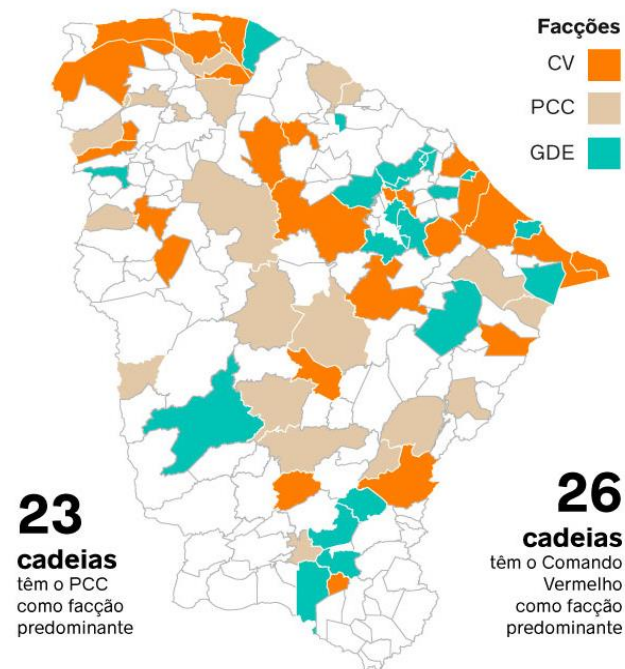 Facções
CV
PCC
GDE
23
cadeias
têm o PCC
como facção
predominante
26
cadeias
têm o Comando
Vermelho
como facção
predominante